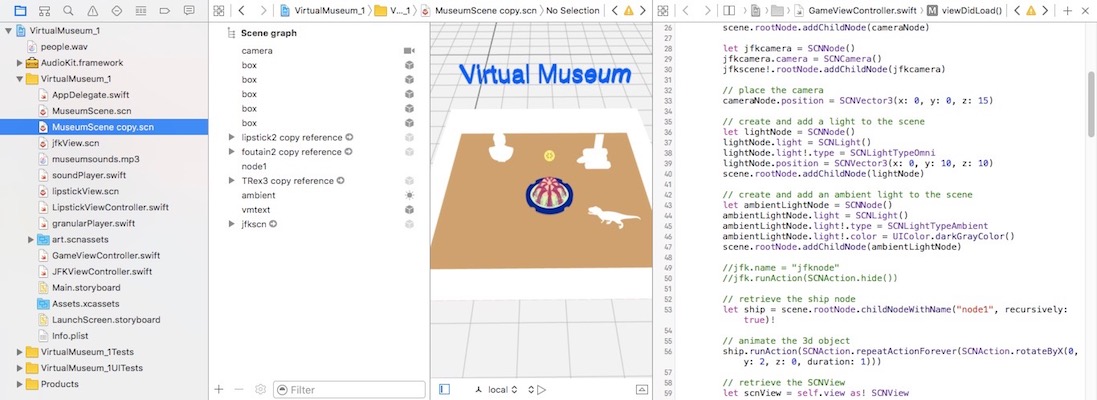 VirtualMuseum_1
people.wav
AudioKit.framework
VirtualMuseum_1
AppDelegate.swift
MuseumScene.scn
MuseumScene copy.scn
jfkView.scn
museumsounds.mp3
soundPlayer.swift
lipstickView.scn
LipstickViewController.swift
granularPlayer.swift
art.scnassets
GameViewController.swift
JFKViewController.swift
Main.storyboard
Assets.xcassets
LaunchScreen.storyboard
Info.plist
VirtualMuseum_1Tests
VirtualMuseum_1UITests
Products
VirtualMuseum_1 V..._1 MuseumScene copy.scn No Selection
Scene graph
camera
box
box
box
box
box
lipstick2 copy reference
foutain2 copy reference
node1
TRex3 copy reference
ambient
vmtext
jfkscn
Filter
Virtual Museum
local
GameViewController.swift M viewDidLoad()
26 scene.rootNode.addChildNode(cameraNode)
27
28 let jfkcamera = SCNNode()
29 jfkcamera.camera = SCNCamera()
30 jfkscene!.rootNode.addChildNode(jfkcamera)
31
32 // place the camera
33 cameraNode.position = SCNVector3(x: 0, y: 0, z: 15)
34
35 // create and add a light to the scene
36 let lightNode = SCNNode()
37 lightNode.light = SCNLight()
38 lightNode.light!.type = SCNLightTypeOmni
39 lightNode.position = SCNVector3(x: 0, y: 10, z: 10)
40 scene.rootNode.addChildNode(lightNode)
41
42 // create and add an ambient light to the scene
43 let ambientLightNode = SCNNode()
44 ambientLightNode.light = SCNLight()
45 ambientLightNode.light!.type = SCNLightTypeAmbient
46 ambientLightNode.light!.color = UIColor.darkGrayColor()
47 scene.rootNode.addChildNode(ambientLightNode)
48
49 //jfk.name = "jfknode"
50 //jfk.runAction(SCNAction.hide())
51
52 // retrieve the ship node
53 let ship = scene.rootNode.childNodeWithName("node1", recursively:
true)!
54
55 // animate the 3d object
56 ship.runAction(SCNAction.repeatActionForever(SCNAction.rotateByX(0,
y: 2, z: 0, duration: 1)))
57
58 // retrieve the SCNView
59 let scnView = self.view as! SCNView